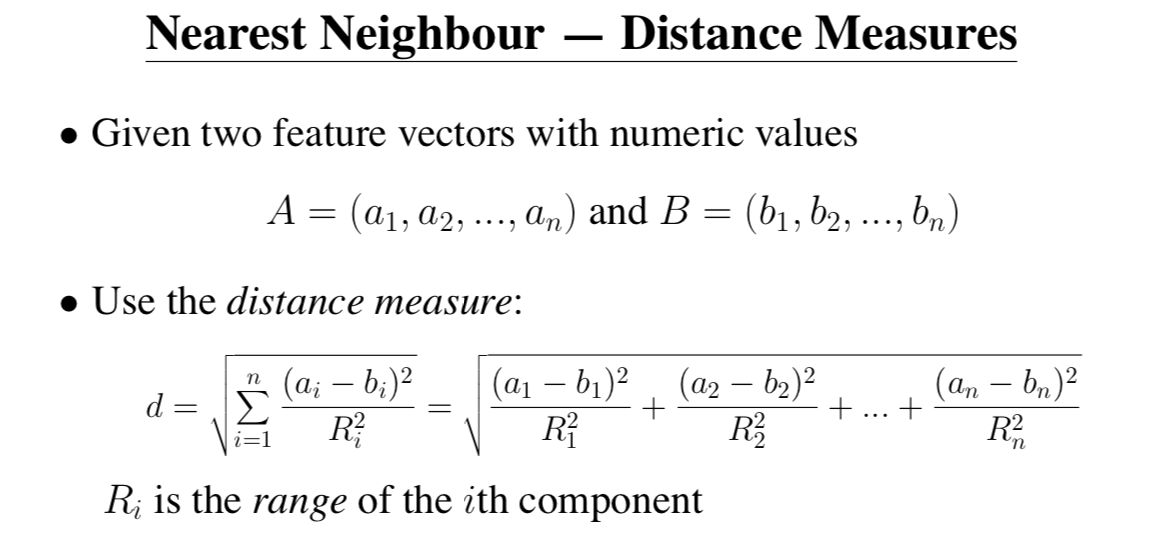 Nearest Neighbour — Distance Measures
• Given two feature vectors with numeric values
A = (a₁, a₂, ..., aₙ) and B = (b₁, b₂, ..., bₙ)
• Use the distance measure:
d = √(∑ᵢ₌₁ⁿ (aᵢ − bᵢ)²/Rᵢ²) = √((a₁ − b₁)²/R₁² + (a₂ − b₂)²/R₂² + ... + (aₙ − bₙ)²/Rₙ²)
Rᵢ is the range of the ith component